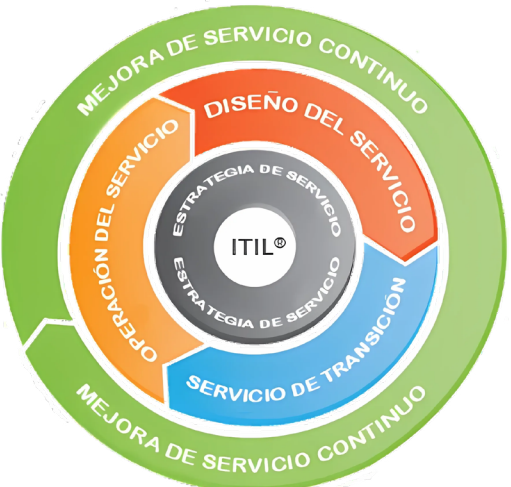 MEJORA DE SERVICIO CONTINUO
DISEÑO DEL SERVICIO
OPERACIÓN DEL SERVICIO
ESTRATEGIA DE SERVICIO
ITIL®
ESTRATEGIA DE SERVICIO
SERVICIO DE TRANSICIÓN
MEJORA DE SERVICIO CONTINUO